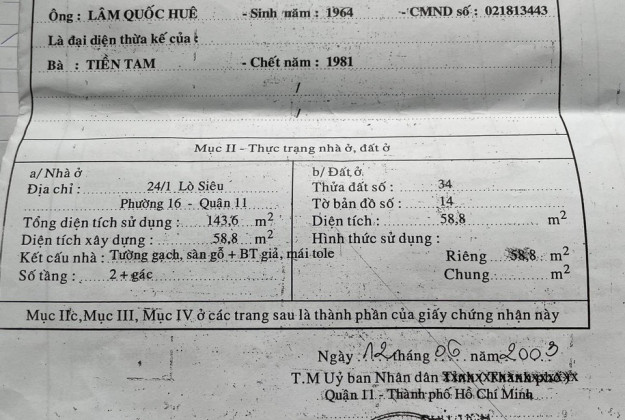 Ông : LÂM QUỐC HUÊ - Sinh năm : 1964 - CMND số : 021813443
Là đại diện thừa kế của
Bà : TIỀN TAM - Chết năm : 1981
/
/
Mục II - Thực trạng nhà ở, đất ở
a/ Nhà ở
Địa chỉ : 24/1 Lò Siêu
Phường 16 - Quận 11
Tổng diện tích sử dụng : 143,6 m²
Diện tích xây dựng : 58,8 m²
Kết cấu nhà : Tường gạch, sàn gỗ + BT giả, mái tole
Số tầng : 2 + gác
b/ Đất ở
Thửa đất số : 34
Tờ bản đồ số : 14
Diện tích : 58,8 m²
Hình thức sử dụng :
Riêng 58,8 m²
Chung m²
Mục IIc, Mục III, Mục IV ở các trang sau là thành phần của giấy chứng nhận này
Ngày 12 tháng 06 năm 2003
T.M Uỷ ban Nhân dân
Quận 11 - Thành phố Hồ Chí Minh